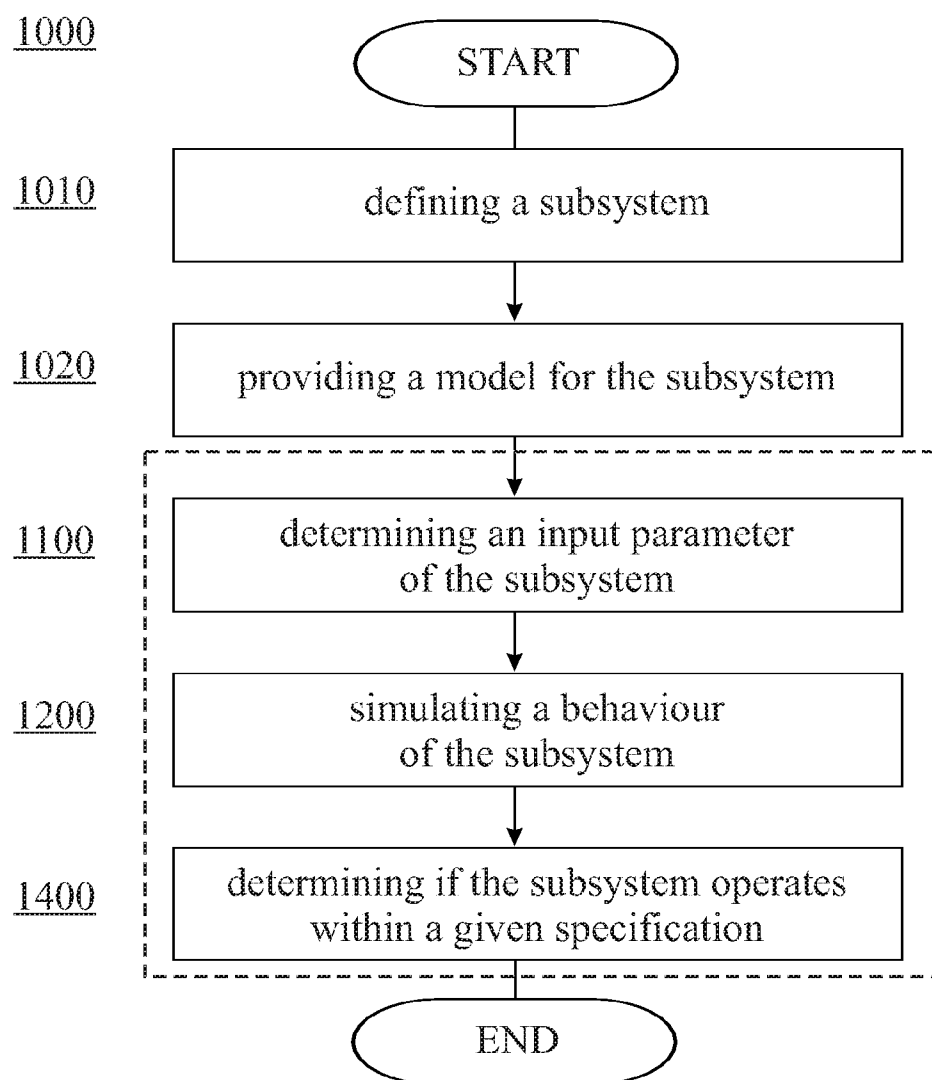 1000
START
1010
defining a subsystem
1020
providing a model for the subsystem
1100
determining an input parameter
of the subsystem
1200
simulating a behaviour
of the subsystem
1400
determining if the subsystem operates
within a given specification
END